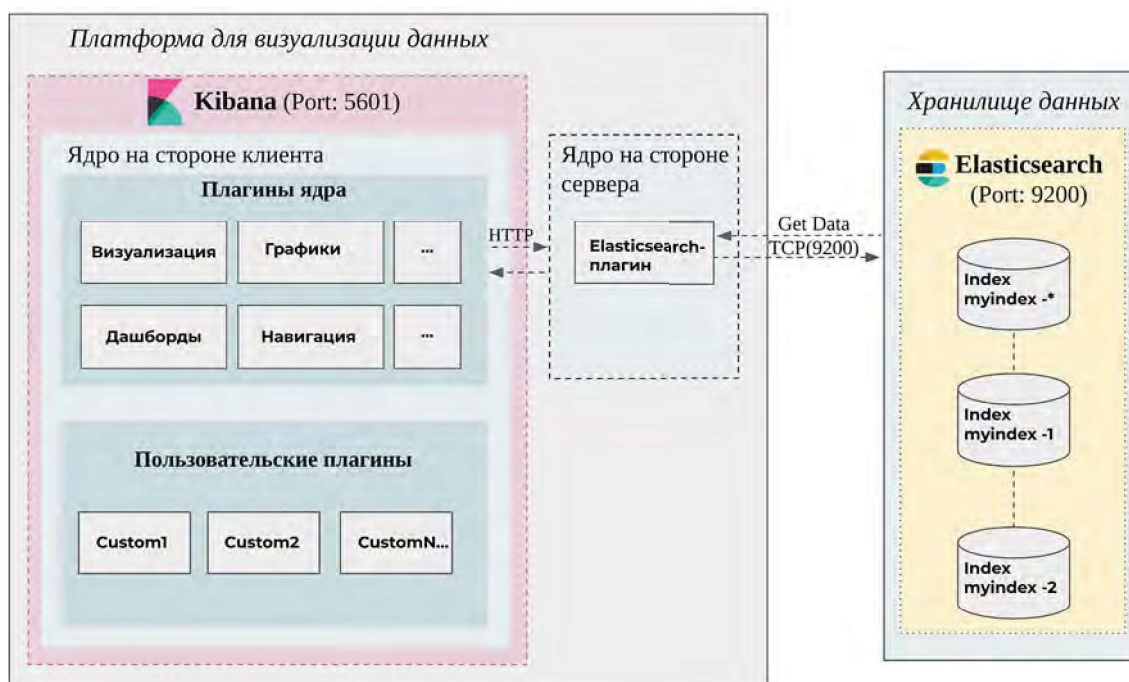 Платформа для визуализации данных
Kibana (Port: 5601)
Ядро на стороне клиента
Плагины ядра
Визуализация
Графики
...
Дашборды
Навигация
...
Пользовательские плагины
Custom1
Custom2
CustomN...
HTTP
Ядро на стороне
сервера
Elasticsearch-
плагин
Get Data
TCP(9200)
Хранилище данных
Elasticsearch
(Port: 9200)
Index
myindex -*
Index
myindex -1
Index
myindex -2